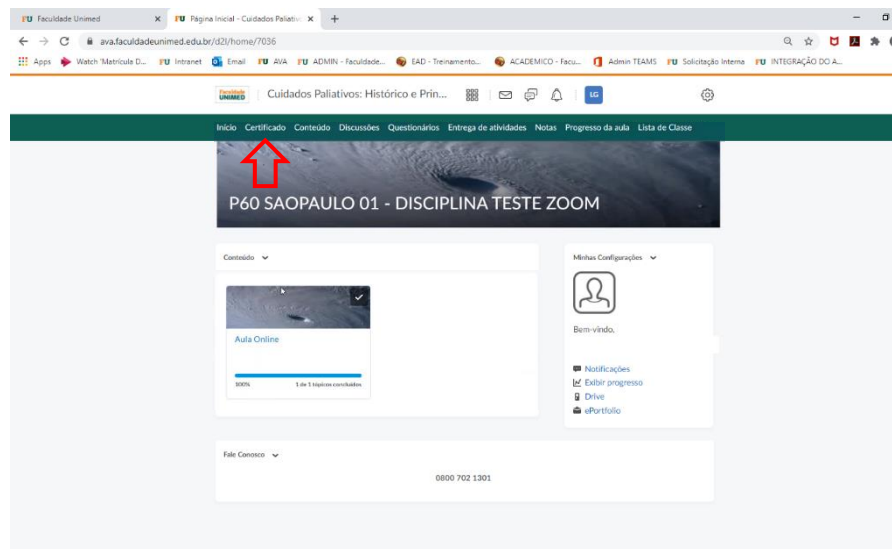 FU Faculdade Unimed
FU Página Inicial - Cuidados Paliativ
ava.faculdadeunimed.edu.br/d2l/home/7036
Apps Watch 'Matrícula D... FU Intranet Email FU AVA FU ADMIN - Faculdade... EAD - Treinamento... ACADEMICO - Facu... Admin TEAMS FU Solicitação Interna FU INTEGRAÇÃO DO A...
Faculdade
UNIMED
Cuidados Paliativos: Histórico e Prin...
LG
Início Certificado Conteúdo Discussões Questionários Entrega de atividades Notas Progresso da aula Lista de Classe
P60 SAOPAULO 01 - DISCIPLINA TESTE ZOOM
Conteúdo
Aula Online
100% 1 de 1 tópicos concluídos
Minhas Configurações
Bem-vindo,
Notificações
Exibir progresso
Drive
ePortfolio
Fale Conosco
0800 702 1301